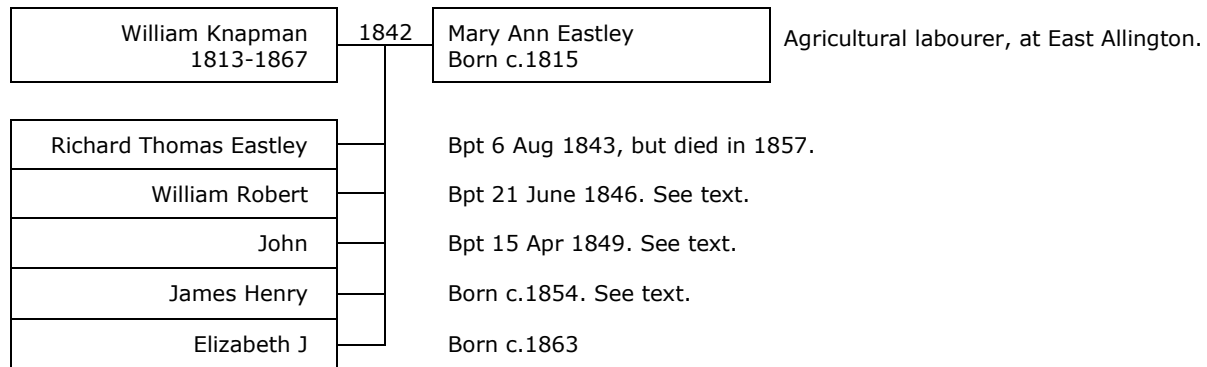 William Knapman
1813-1867
1842
Mary Ann Eastley
Born c.1815
Agricultural labourer, at East Allington.
Richard Thomas Eastley
Bpt 6 Aug 1843, but died in 1857.
William Robert
Bpt 21 June 1846. See text.
John
Bpt 15 Apr 1849. See text.
James Henry
Born c.1854. See text.
Elizabeth J
Born c.1863